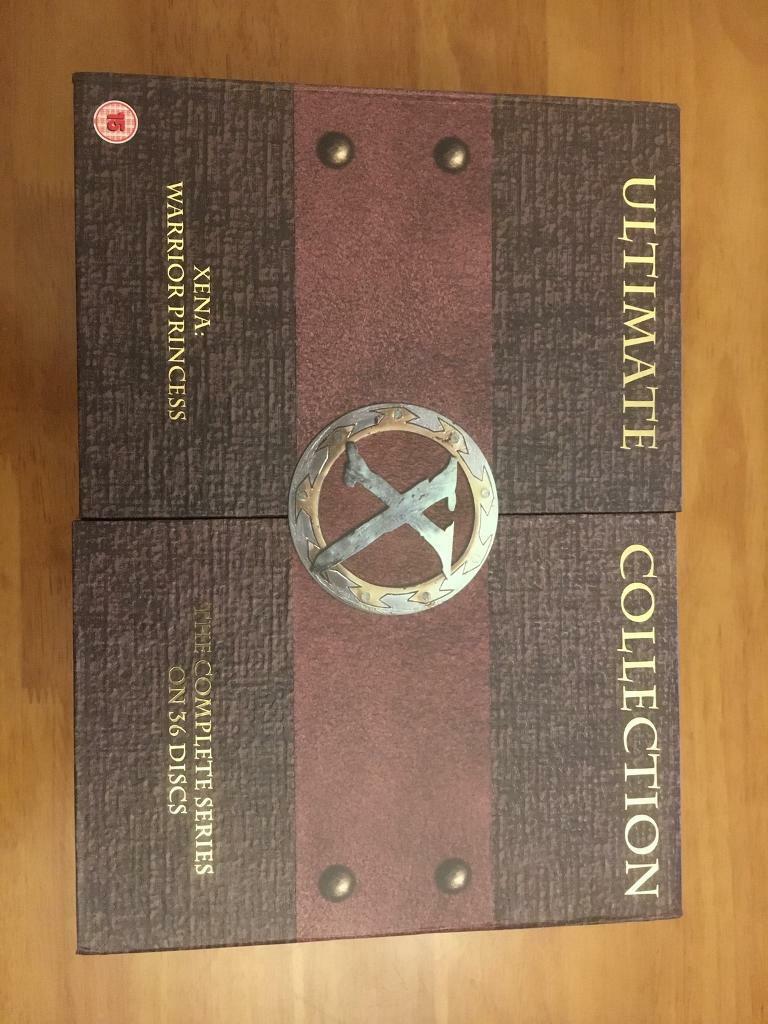 ULTIMATE COLLECTION
X
XENA:
WARRIOR PRINCESS
THE COMPLETE SERIES
ON 36 DISCS
15